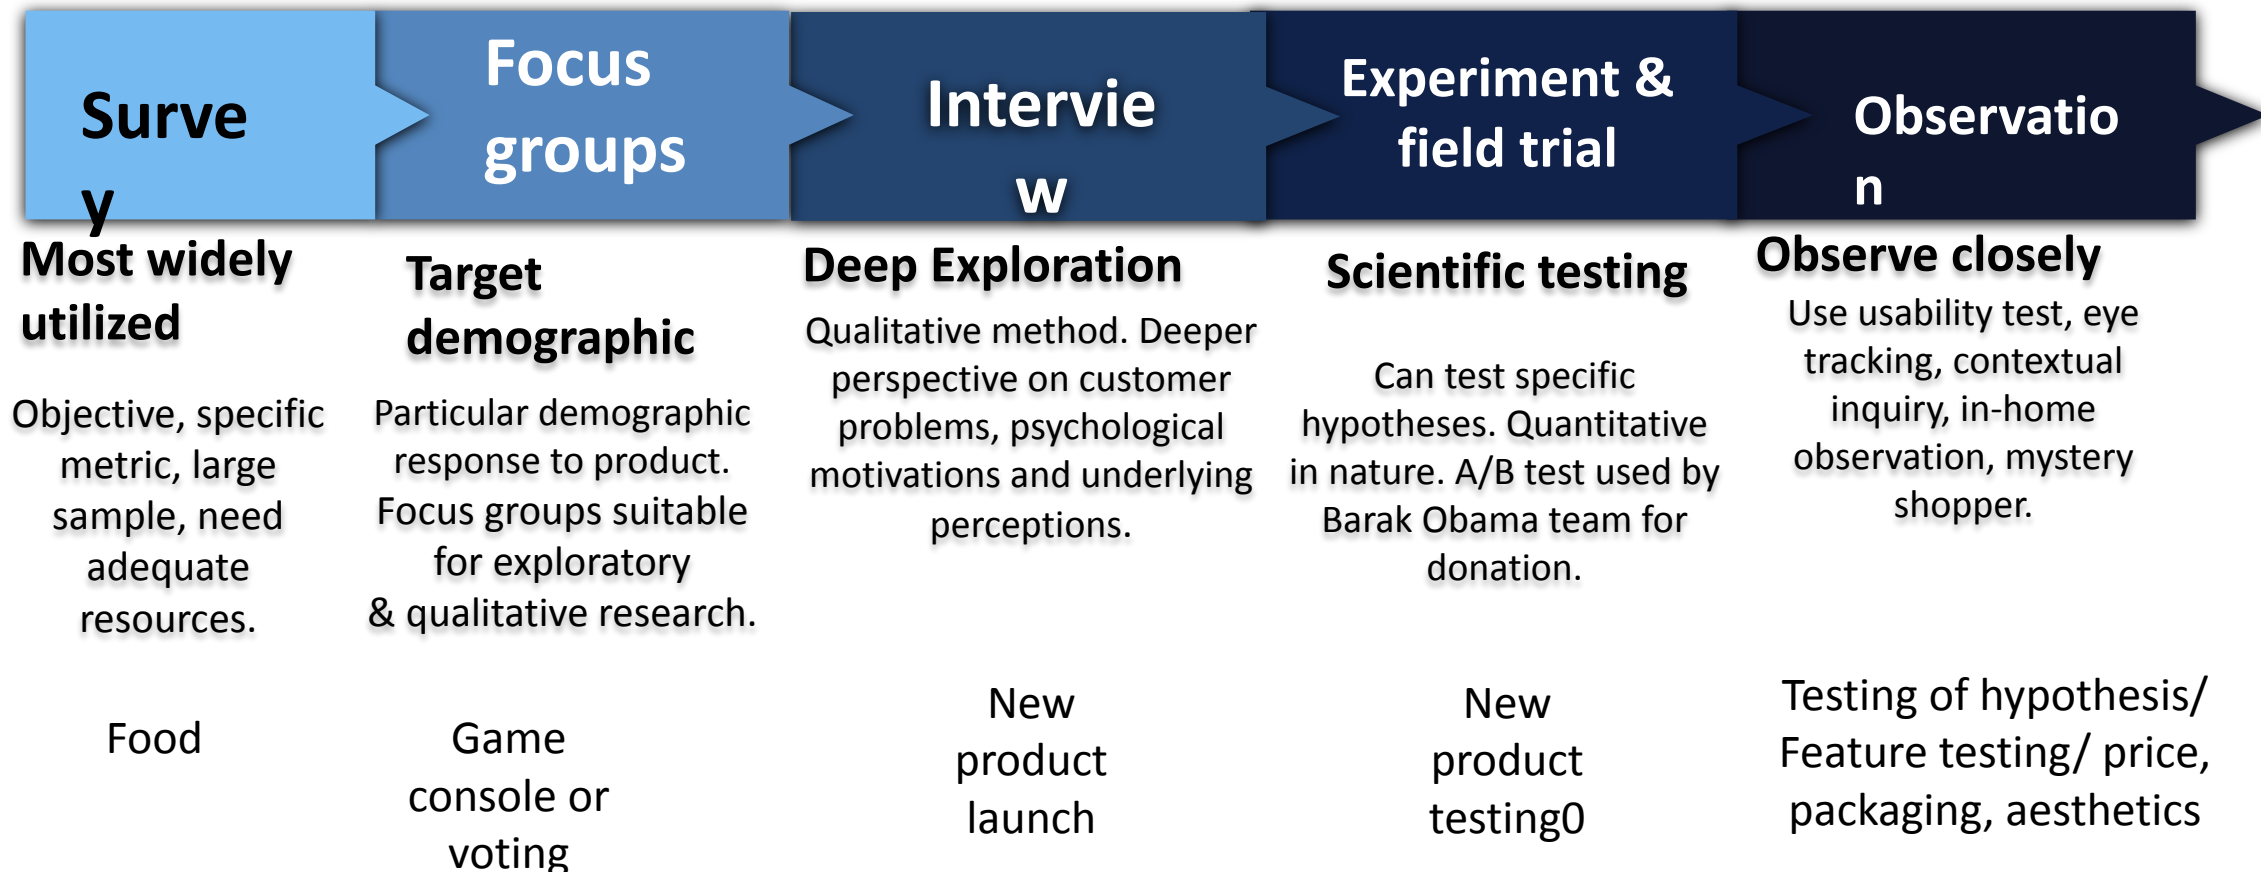 Surve
y
Most widely
utilized
Objective, specific
metric, large
sample, need
adequate
resources.
Food
Focus
groups
Target
demographic
Particular demographic
response to product.
Focus groups suitable
for exploratory
& qualitative research.
Game
console or
voting
Intervie
w
Deep Exploration
Qualitative method. Deeper
perspective on customer
problems, psychological
motivations and underlying
perceptions.
New
product
launch
Experiment &
field trial
Scientific testing
Can test specific
hypotheses. Quantitative
in nature. A/B test used by
Barak Obama team for
donation.
New
product
testing0
Observatio
n
Observe closely
Use usability test, eye
tracking, contextual
inquiry, in-home
observation, mystery
shopper.
Testing of hypothesis/
Feature testing/ price,
packaging, aesthetics